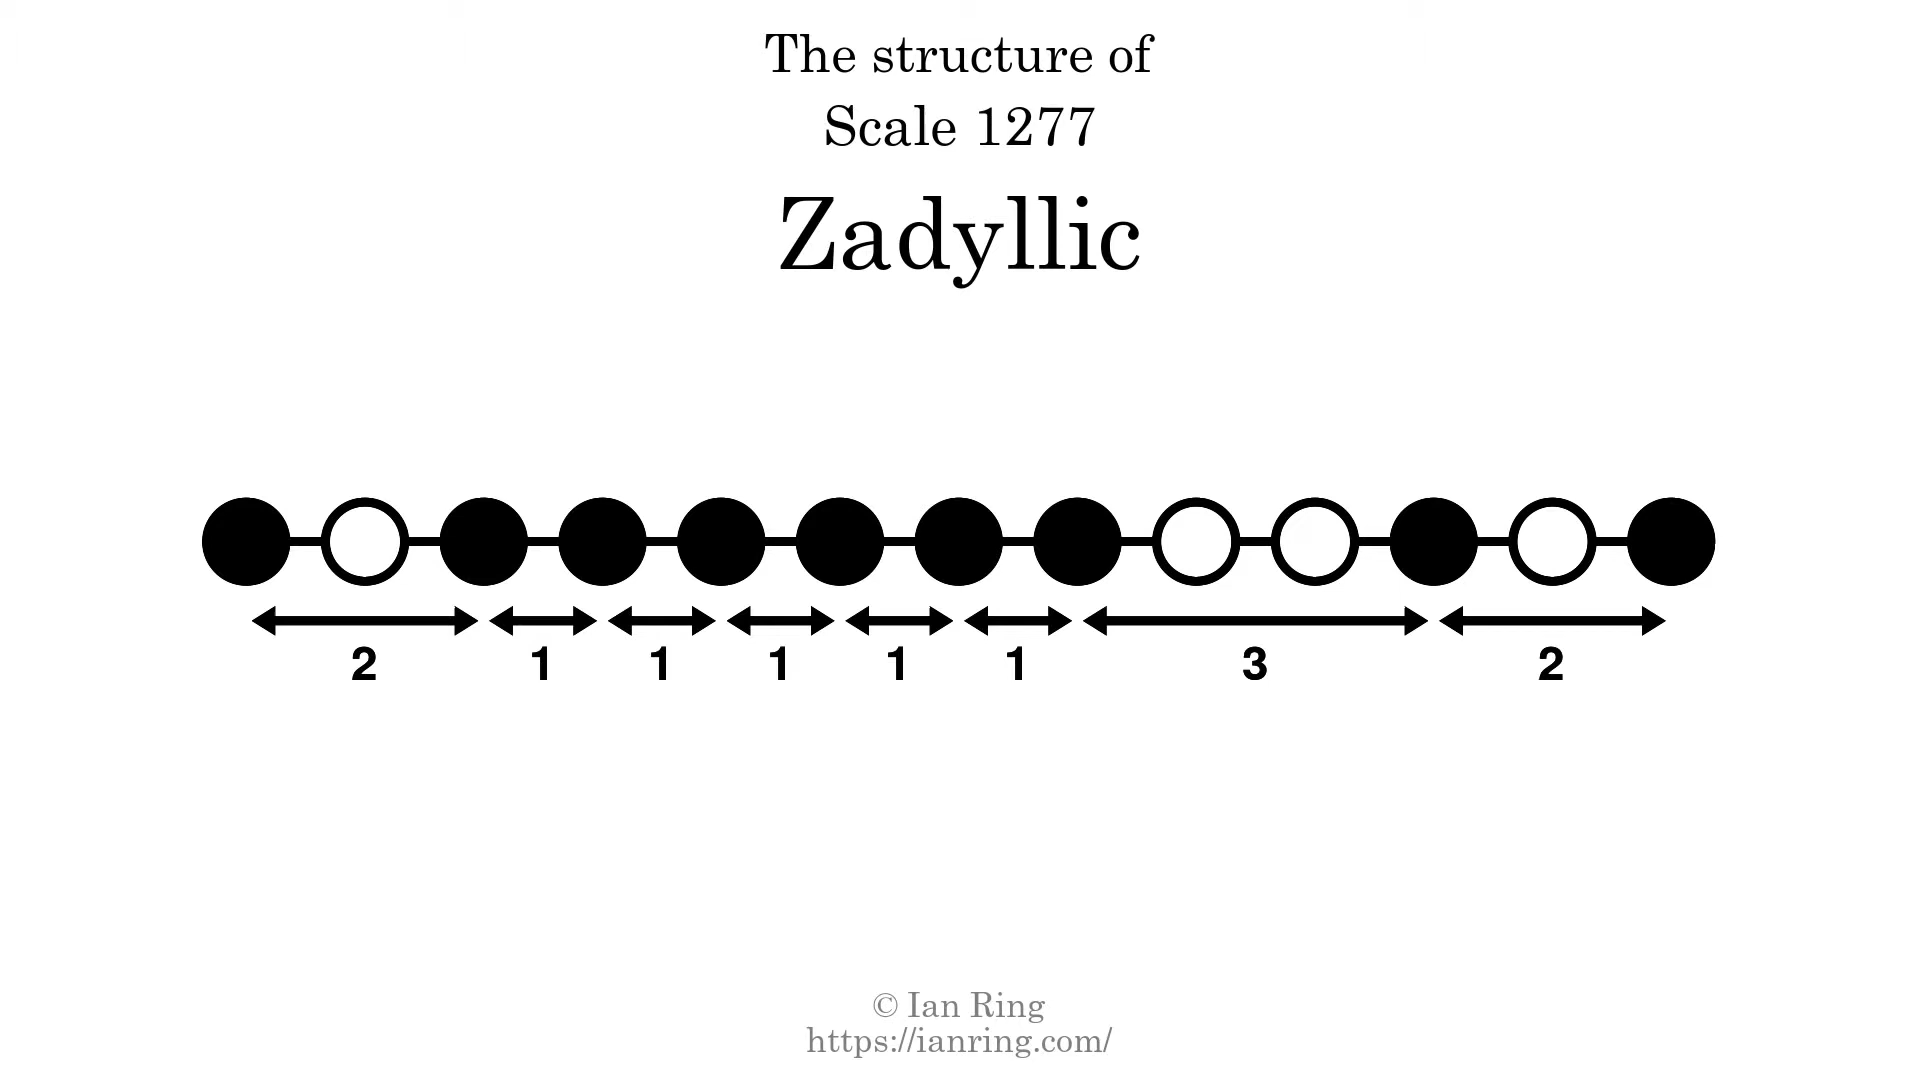 The structure of
Scale 1277
Zadyllic
2 1 1 1 1 1 3 2
© Ian Ring
https://ianring.com/